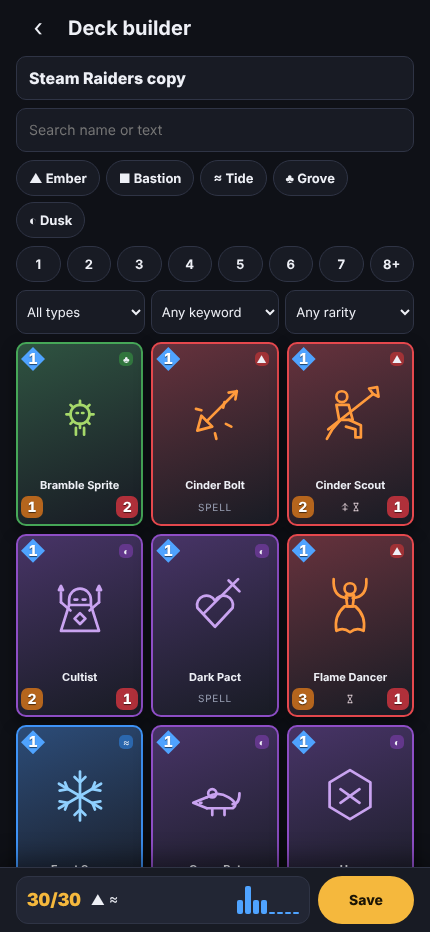 Deck builder
Steam Raiders copy
Search name or text
Ember
Bastion
Tide
Grove
Dusk
1 2 3 4 5 6 7 8+
All types
Any keyword
Any rarity
1 1 1
Bramble Sprite
Cinder Bolt
Cinder Scout
1 2
SPELL
2 1
1 1 1
Cultist
Dark Pact
Flame Dancer
2 1
SPELL
3 1
1 1 1
30/30
Save